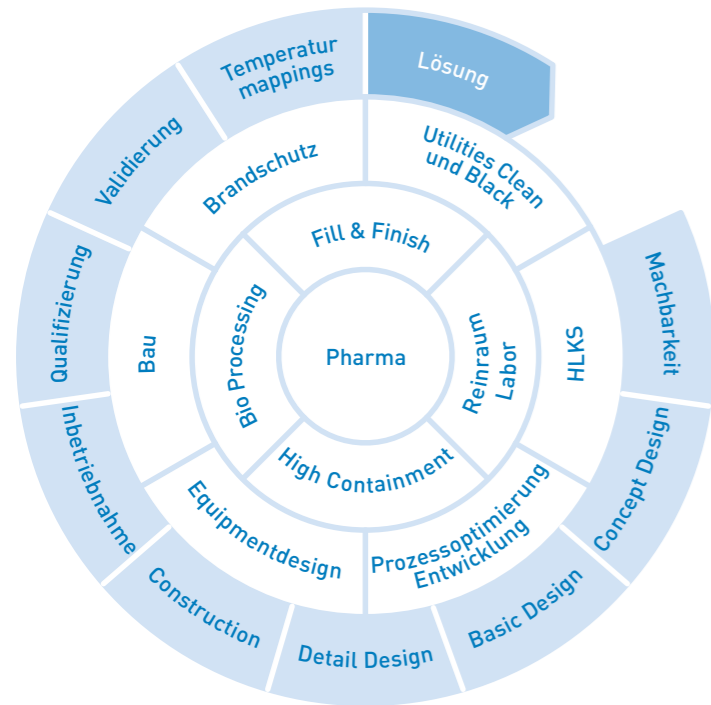 Temperatur
mappings
Lösung
Validierung
Brandschutz
Utilities Clean
und Black
Fill & Finish
Qualifizierung
Bau
Bio Processing
Pharma
Reinraum
Labor
HLKS
Machbarkeit
High Containment
Inbetriebnahme
Equipmentdesign
Prozessoptimierung
Entwicklung
Concept Design
Construction
Detail Design
Basic Design